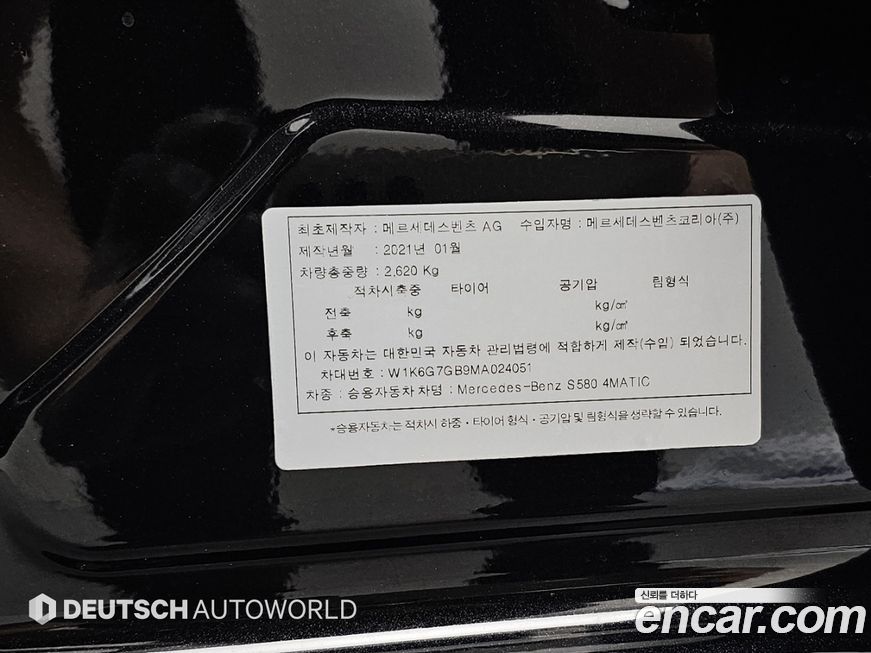 최초제작자 : 메르세데스벤츠 AG 수입자명 : 메르세데스벤츠코리아(주)
제작년월 : 2021년 01월
차량총중량 : 2,620 Kg
적차시축중 타이어 공기압 림형식
전축 kg kg/㎠
후축 kg kg/㎠
이 자동차는 대한민국 자동차 관리법령에 적합하게 제작(수입) 되었습니다.
차대번호 : W1K6G7GB9MA024051
차종 : 승용자동차 차명 : Mercedes-Benz S580 4MATIC
*승용자동차는 적차시 하중·타이어 형식·공기압 및 림형식을 생략할 수 있습니다.
DEUTSCH AUTOWORLD
신뢰를 더하다
encar.com